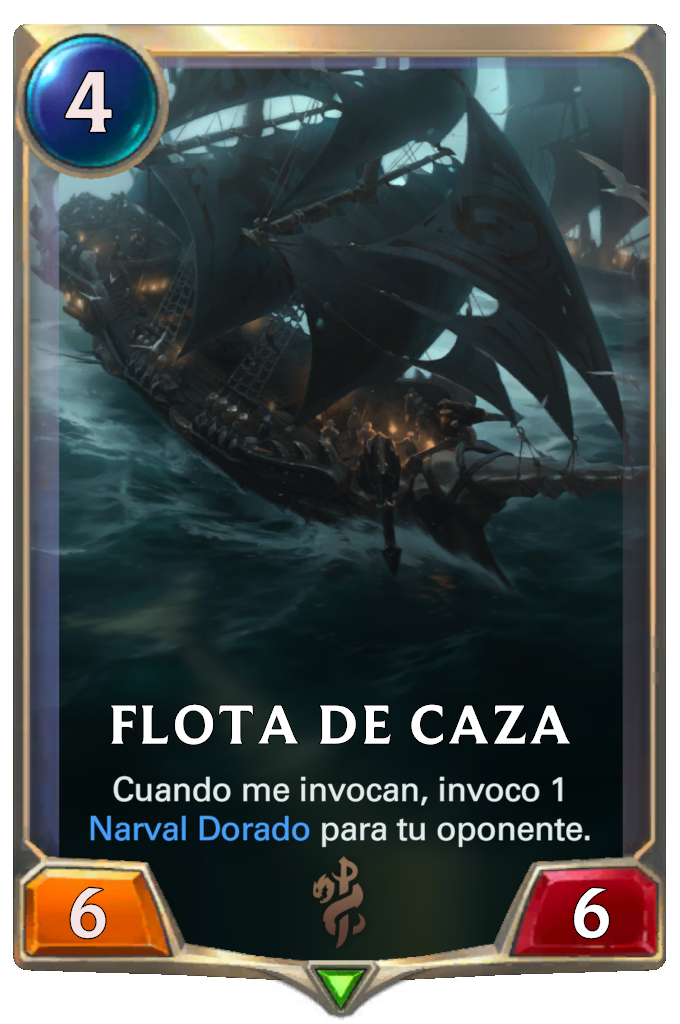 4
FLOTA DE CAZA
Cuando me invocan, invoco 1
Narval Dorado para tu oponente.
6
6